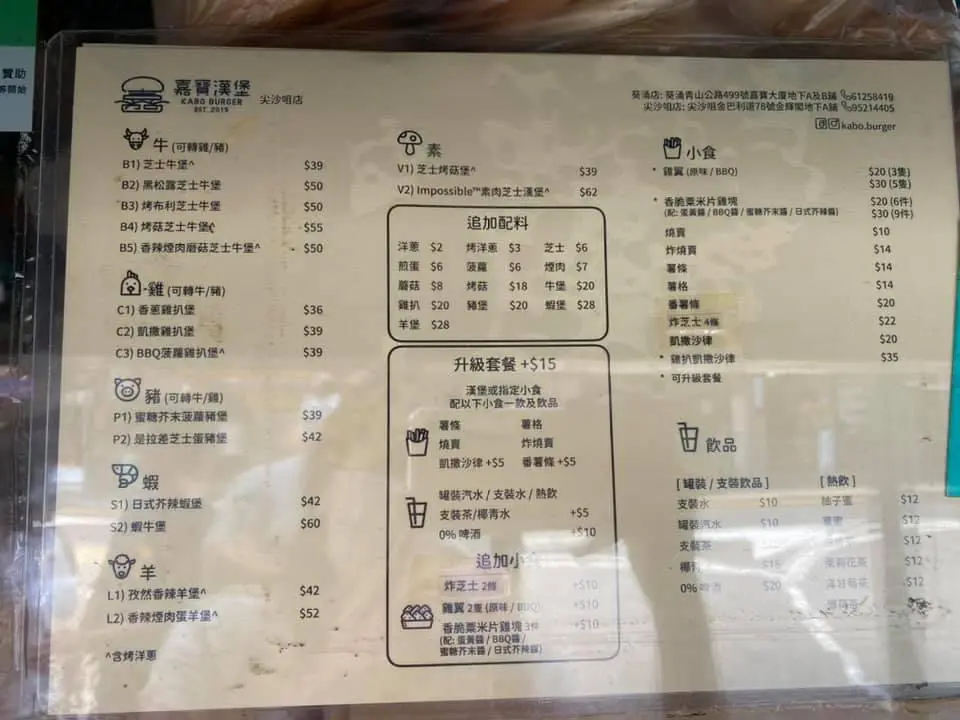 贊助
嘉寶漢堡
KABO BURGER
EST. 2019
尖沙咀店
葵涌店: 葵涌青山公路499號嘉寶大廈地下A及B鋪 61258419
尖沙咀店: 尖沙咀金巴利道78號金輝閣地下A鋪 95214405
kabo.burger
牛 (可轉雞/豬)
B1) 芝士牛堡^ $39
B2) 黑松露芝士牛堡 $50
B3) 烤布利芝士牛堡 $50
B4) 烤菇芝士牛堡 $55
B5) 香辣煙肉蘑菇芝士牛堡^ $50
雞 (可轉牛/豬)
C1) 香蔥雞扒堡 $36
C2) 凱撒雞扒堡 $39
C3) BBQ菠蘿雞扒堡^ $39
豬 (可轉牛/雞)
P1) 蜜糖芥末菠蘿豬堡 $39
P2) 是拉差芝士蛋豬堡 $42
蝦
S1) 日式芥辣蝦堡 $42
S2) 蝦牛堡 $60
羊
L1) 孜然香辣羊堡^ $42
L2) 香辣煙肉蛋羊堡^ $52
^含烤洋蔥
素
V1) 芝士烤菇堡^ $39
V2) Impossible™素肉芝士漢堡^ $62
追加配料
洋蔥 $2 烤洋蔥 $3 芝士 $6
煎蛋 $6 菠蘿 $6 煙肉 $7
蘑菇 $8 烤菇 $18 牛堡 $20
雞扒 $20 豬堡 $20 蝦堡 $28
羊堡 $28
升級套餐 +$15
漢堡或指定小食
配以下小食一款及飲品
薯條 薯格
燒賣 炸燒賣
凱撒沙律 +$5 番薯條 +$5
罐裝汽水 / 支裝水 / 熱飲
支裝茶/椰青水 +$5
0% 啤酒 +$10
追加小食
炸芝士 2條 +$10
雞翼 2隻 (原味 / BBQ) +$10
香脆粟米片雞塊 3件 +$10
(配: 蛋黃醬 / BBQ醬 /
蜜糖芥末醬 / 日式芥辣醬)
小食
* 雞翼 (原味 / BBQ) $20 (3隻)
$30 (5隻)
* 香脆粟米片雞塊 $20 (6件)
(配: 蛋黃醬 / BBQ醬 / 蜜糖芥末醬 / 日式芥辣醬) $30 (9件)
燒賣 $10
炸燒賣 $14
薯條 $14
薯格 $14
番薯條 $20
炸芝士 4條 $22
凱撒沙律 $20
* 雞扒凱撒沙律 $35
* 可升級套餐
飲品
[ 罐裝 / 支裝飲品 ] [ 熱飲 ]
支裝水 $10 柚子蜜 $12
罐裝汽水 $10 $12
支裝茶 $12
椰青 茉莉花茶 $12
0% 啤酒 $20 洋甘菊花 $12